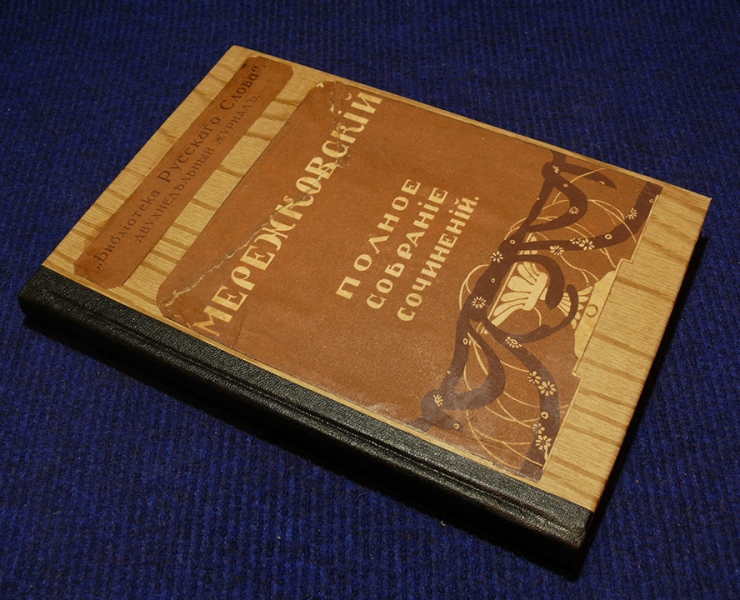 „Библіотека Русскаго Слова“
двухнедѣльный журналъ.
МЕРЕЖКОВСКІЙ
ПОЛНОЕ
СОБРАНІЕ
СОЧИНЕНІЙ.